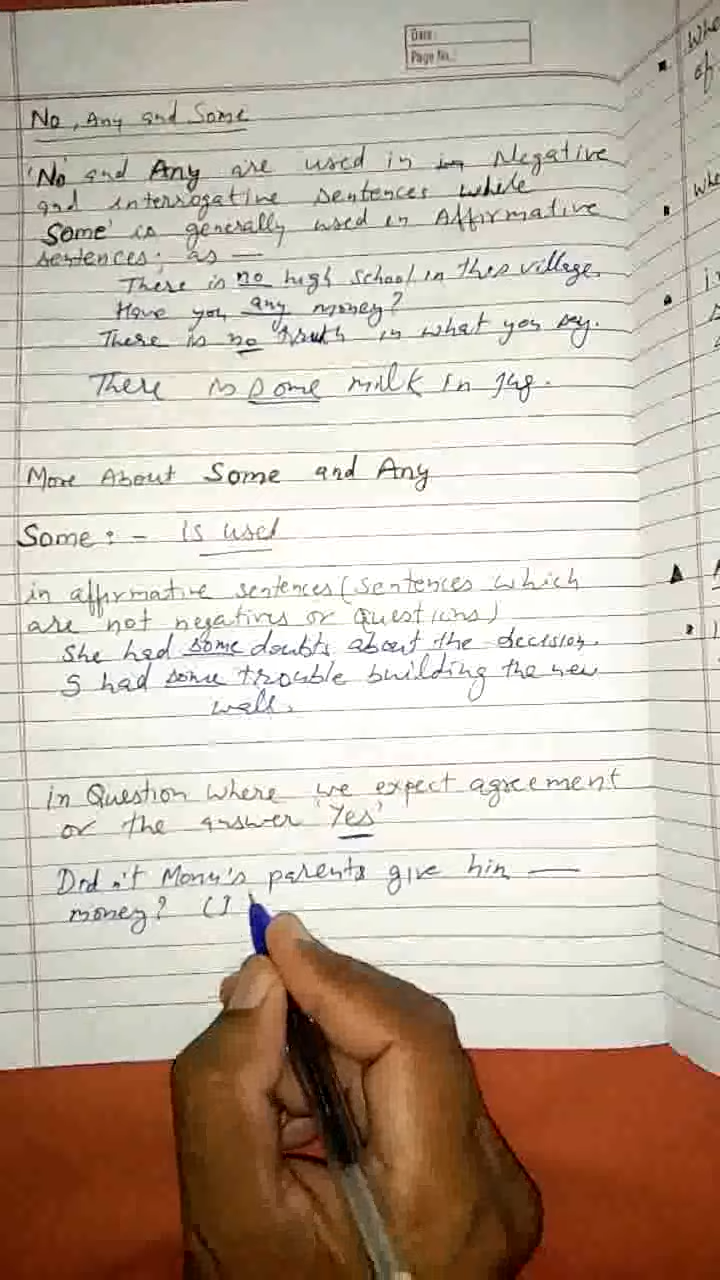 Date:
Page No.:
No, Any and Some
'No' and Any are used in in Negative
and interrogative sentences while
'Some' is generally used in Affirmative
sentences; as —
There is no high school in this village.
Have you any money?
There is no truth in what you say.
There is some milk in jug.
More About Some and Any
Some :- is used
in affirmative sentences (sentences which
are not negatives or Questions)
She had some doubts about the decision.
I had some trouble building the new
wall.
in Question where we expect agreement
or the answer 'Yes'
Didn't Monu's parents give him —
money? (I
Whe
of
Whe